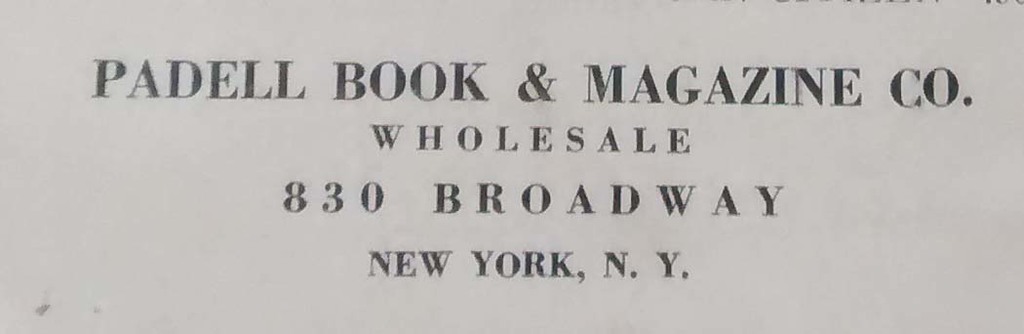 PADELL BOOK & MAGAZINE CO.
WHOLESALE
830 BROADWAY
NEW YORK, N. Y.